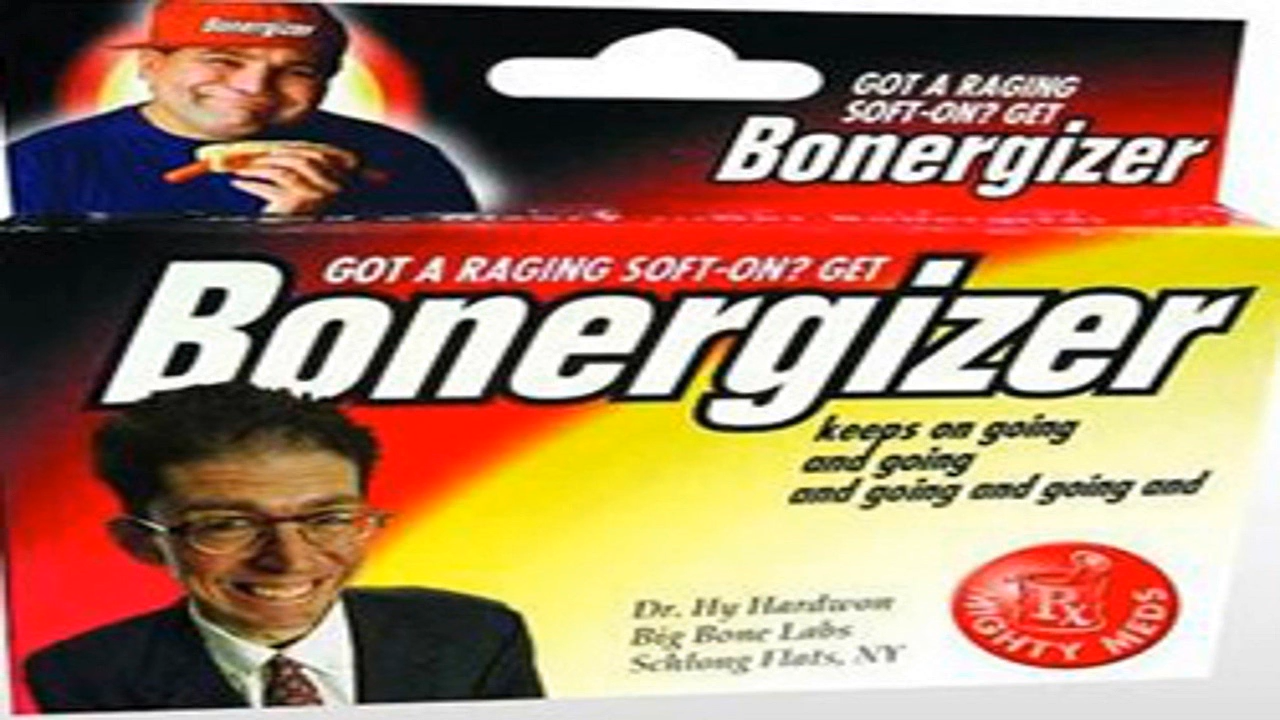 Bonergizer
GOT A RAGING
SOFT-ON? GET
Bonergizer
GOT A RAGING SOFT-ON? GET
Bonergizer
keeps on going
and going
and going and going and
Dr. Hy Hardwon
Big Bone Labs
Schlong Flats, NY
Rx
MIGHTY MEDS